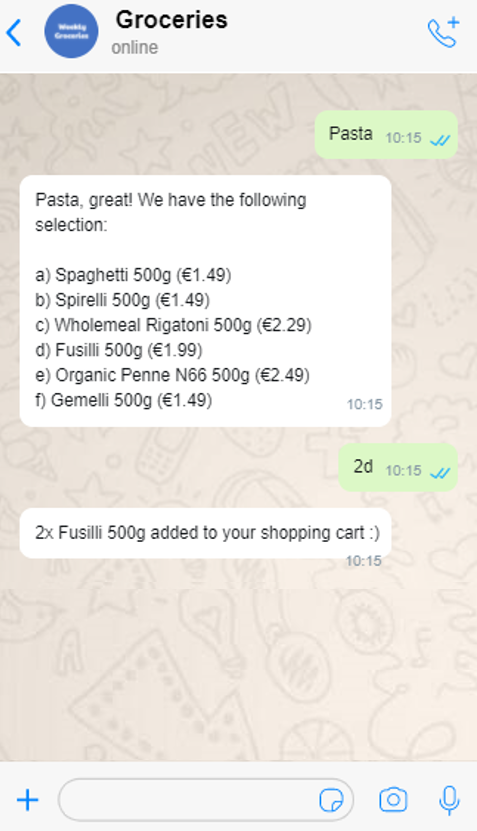 Groceries
Weekly
Groceries
online
Pasta 10:15
Pasta, great! We have the following
selection:
a) Spaghetti 500g (€1.49)
b) Spirelli 500g (€1.49)
c) Wholemeal Rigatoni 500g (€2.29)
d) Fusilli 500g (€1.99)
e) Organic Penne N66 500g (€2.49)
f) Gemelli 500g (€1.49)
10:15
2d 10:15
2x Fusilli 500g added to your shopping cart :)
10:15